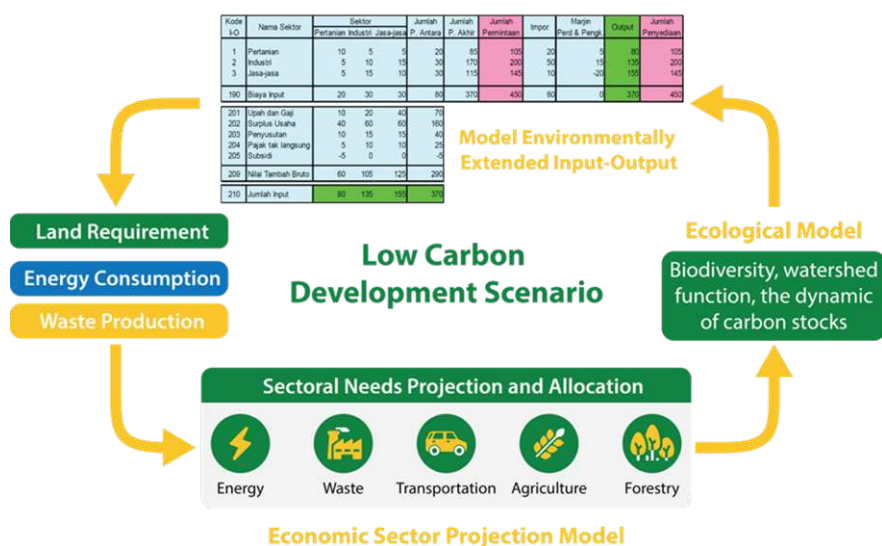 Kode I-O Nama Sektor Sektor Jumlah P. Antara Jumlah P. Akhir Jumlah Permintaan Impor Marjin Perd & Pengk. Output Jumlah Penyediaan
Pertanian Industri Jasa-jasa
1 Pertanian 10 5 5 20 85 105 20 5 80 105
2 Industri 5 10 15 30 170 200 50 15 135 200
3 Jasa-jasa 5 15 10 30 115 145 10 -20 155 145
190 Biaya Input 20 30 30 80 370 450 80 0 370 450
201 Upah dan Gaji 10 20 40 70
202 Surplus Usaha 40 60 60 160
203 Penyusutan 10 15 15 40
204 Pajak tak langsung 5 10 10 25
205 Subsidi -5 0 0 -5
209 Nilai Tambah Bruto 60 105 125 290
210 Jumlah Input 80 135 155 370
Model Environmentally
Extended Input-Output
Land Requirement
Energy Consumption
Waste Production
Low Carbon
Development Scenario
Ecological Model
Biodiversity, watershed
function, the dynamic
of carbon stocks
Sectoral Needs Projection and Allocation
Energy Waste Transportation Agriculture Forestry
Economic Sector Projection Model